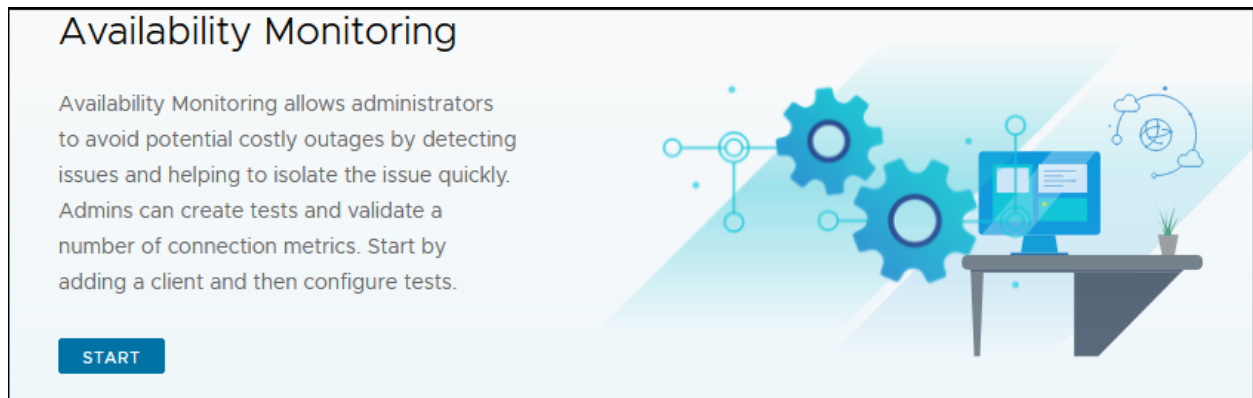 Availability Monitoring
Availability Monitoring allows administrators
to avoid potential costly outages by detecting
issues and helping to isolate the issue quickly.
Admins can create tests and validate a
number of connection metrics. Start by
adding a client and then configure tests.
START